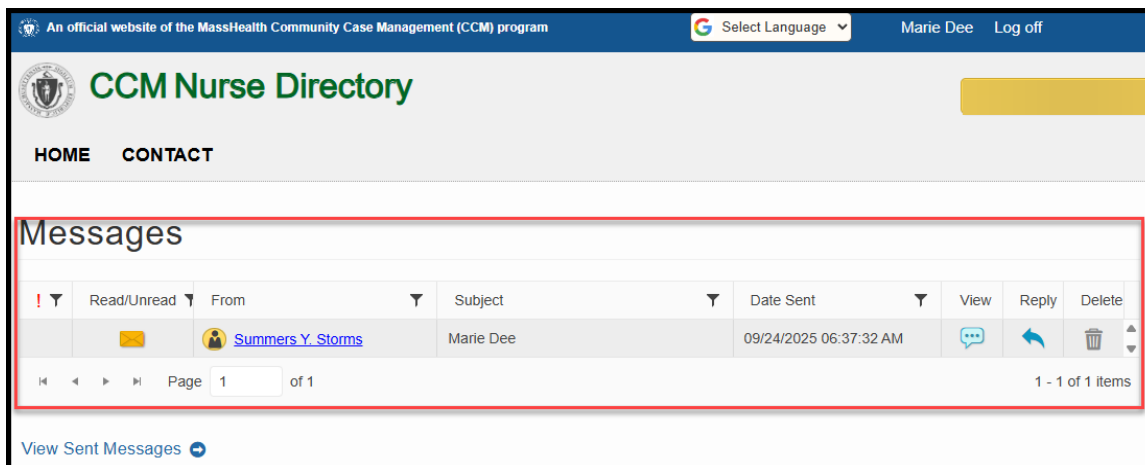 An official website of the MassHealth Community Case Management (CCM) program Select Language Marie Dee Log off
CCM Nurse Directory
HOME CONTACT
Messages
! Read/Unread From Subject Date Sent View Reply Delete
Summers Y. Storms Marie Dee 09/24/2025 06:37:32 AM
Page 1 of 1 1 - 1 of 1 items
View Sent Messages